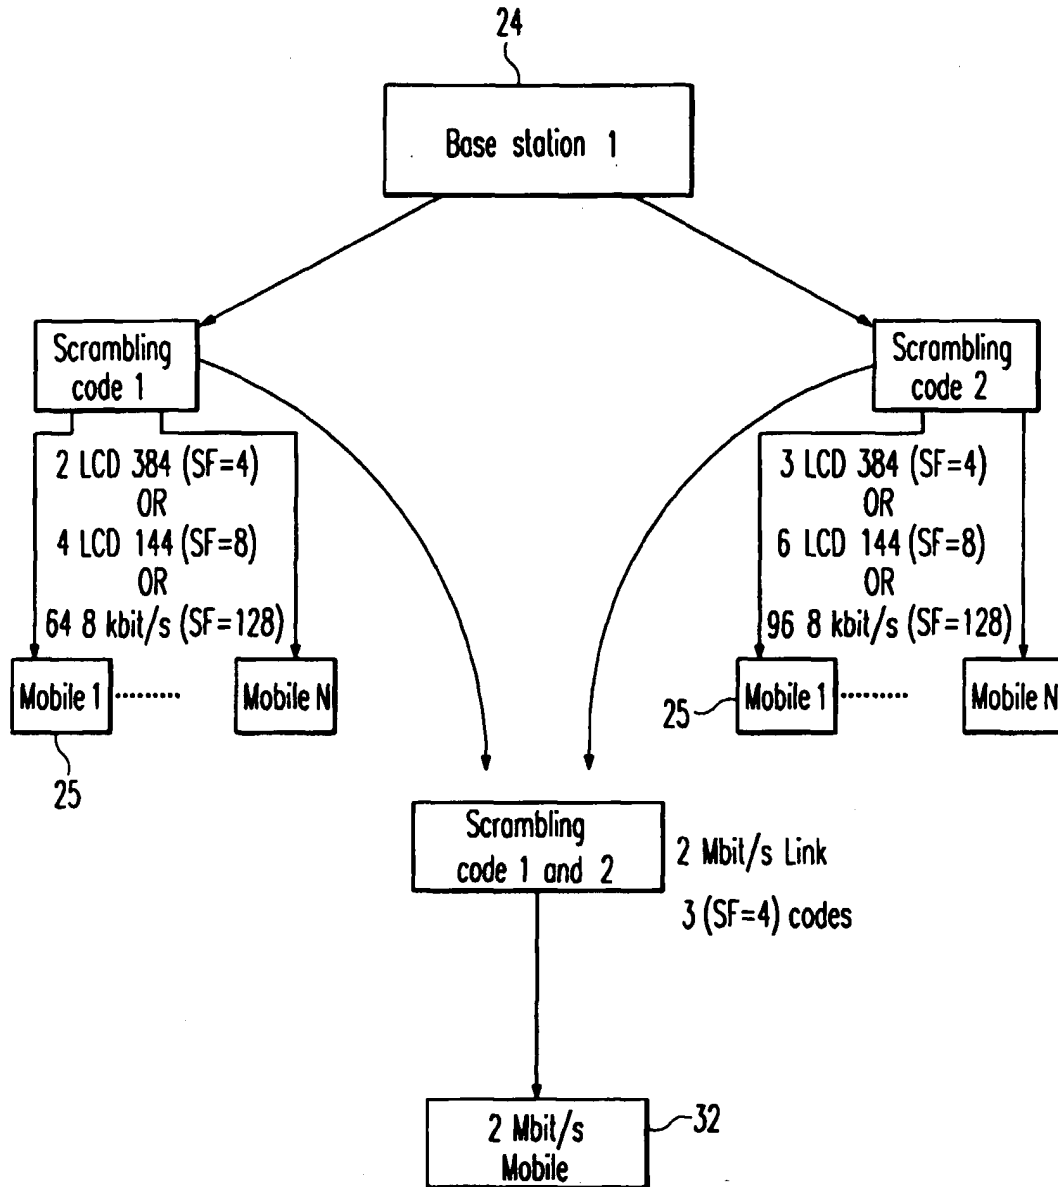 24
Base station 1
Scrambling
code 1
Scrambling
code 2
2 LCD 384 (SF=4)
OR
4 LCD 144 (SF=8)
OR
64 8 kbit/s (SF=128)
3 LCD 384 (SF=4)
OR
6 LCD 144 (SF=8)
OR
96 8 kbit/s (SF=128)
Mobile 1 ········
Mobile N
25
25
Mobile 1 ········
Mobile N
Scrambling
code 1 and 2
2 Mbit/s Link
3 (SF=4) codes
2 Mbit/s
Mobile
32